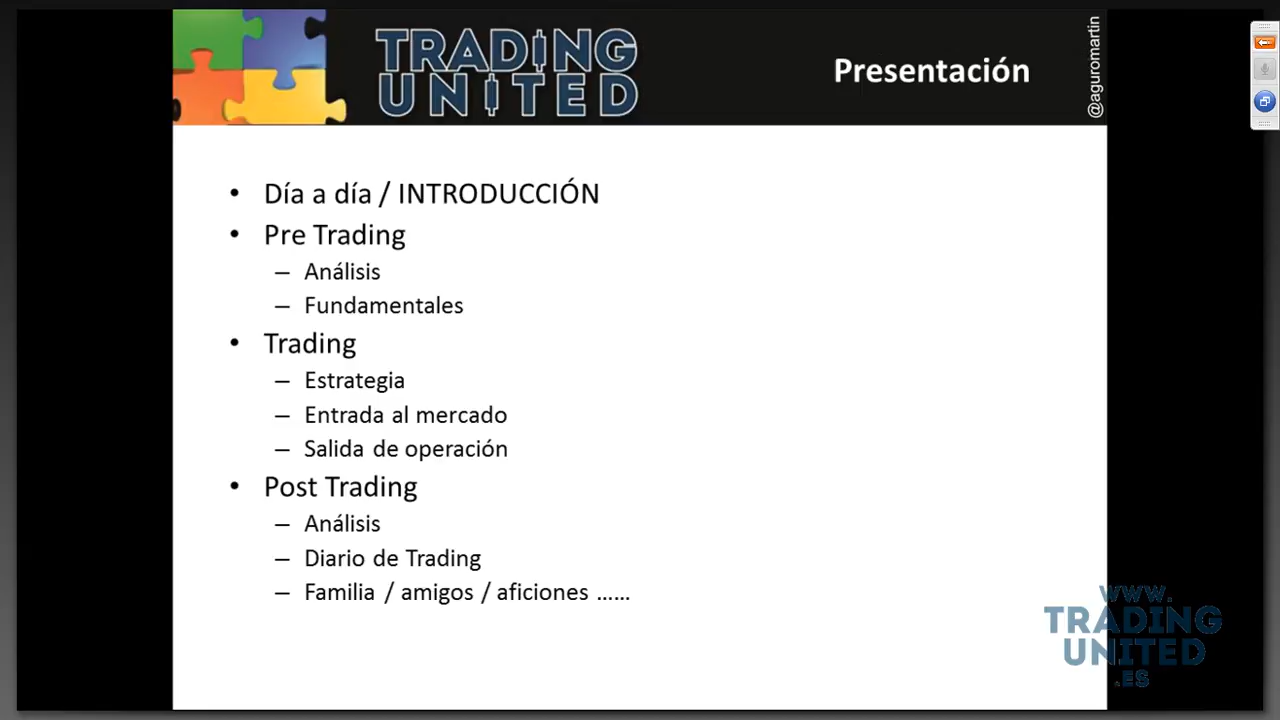 TRADING
UNITED
Presentación
@aguromartin
• Día a día / INTRODUCCIÓN
• Pre Trading
– Análisis
– Fundamentales
• Trading
– Estrategia
– Entrada al mercado
– Salida de operación
• Post Trading
– Análisis
– Diario de Trading
– Familia / amigos / aficiones ......
www.
TRADING
UNITED
.ES